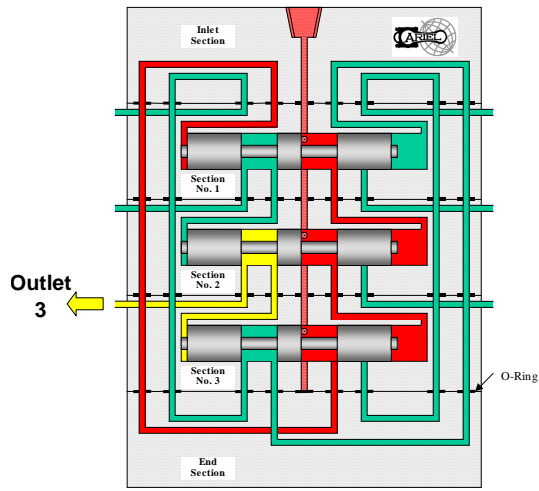 Inlet
Section
ARIEL
Section
No. 1
Section
No. 2
Outlet
3
Section
No. 3
O-Ring
End
Section